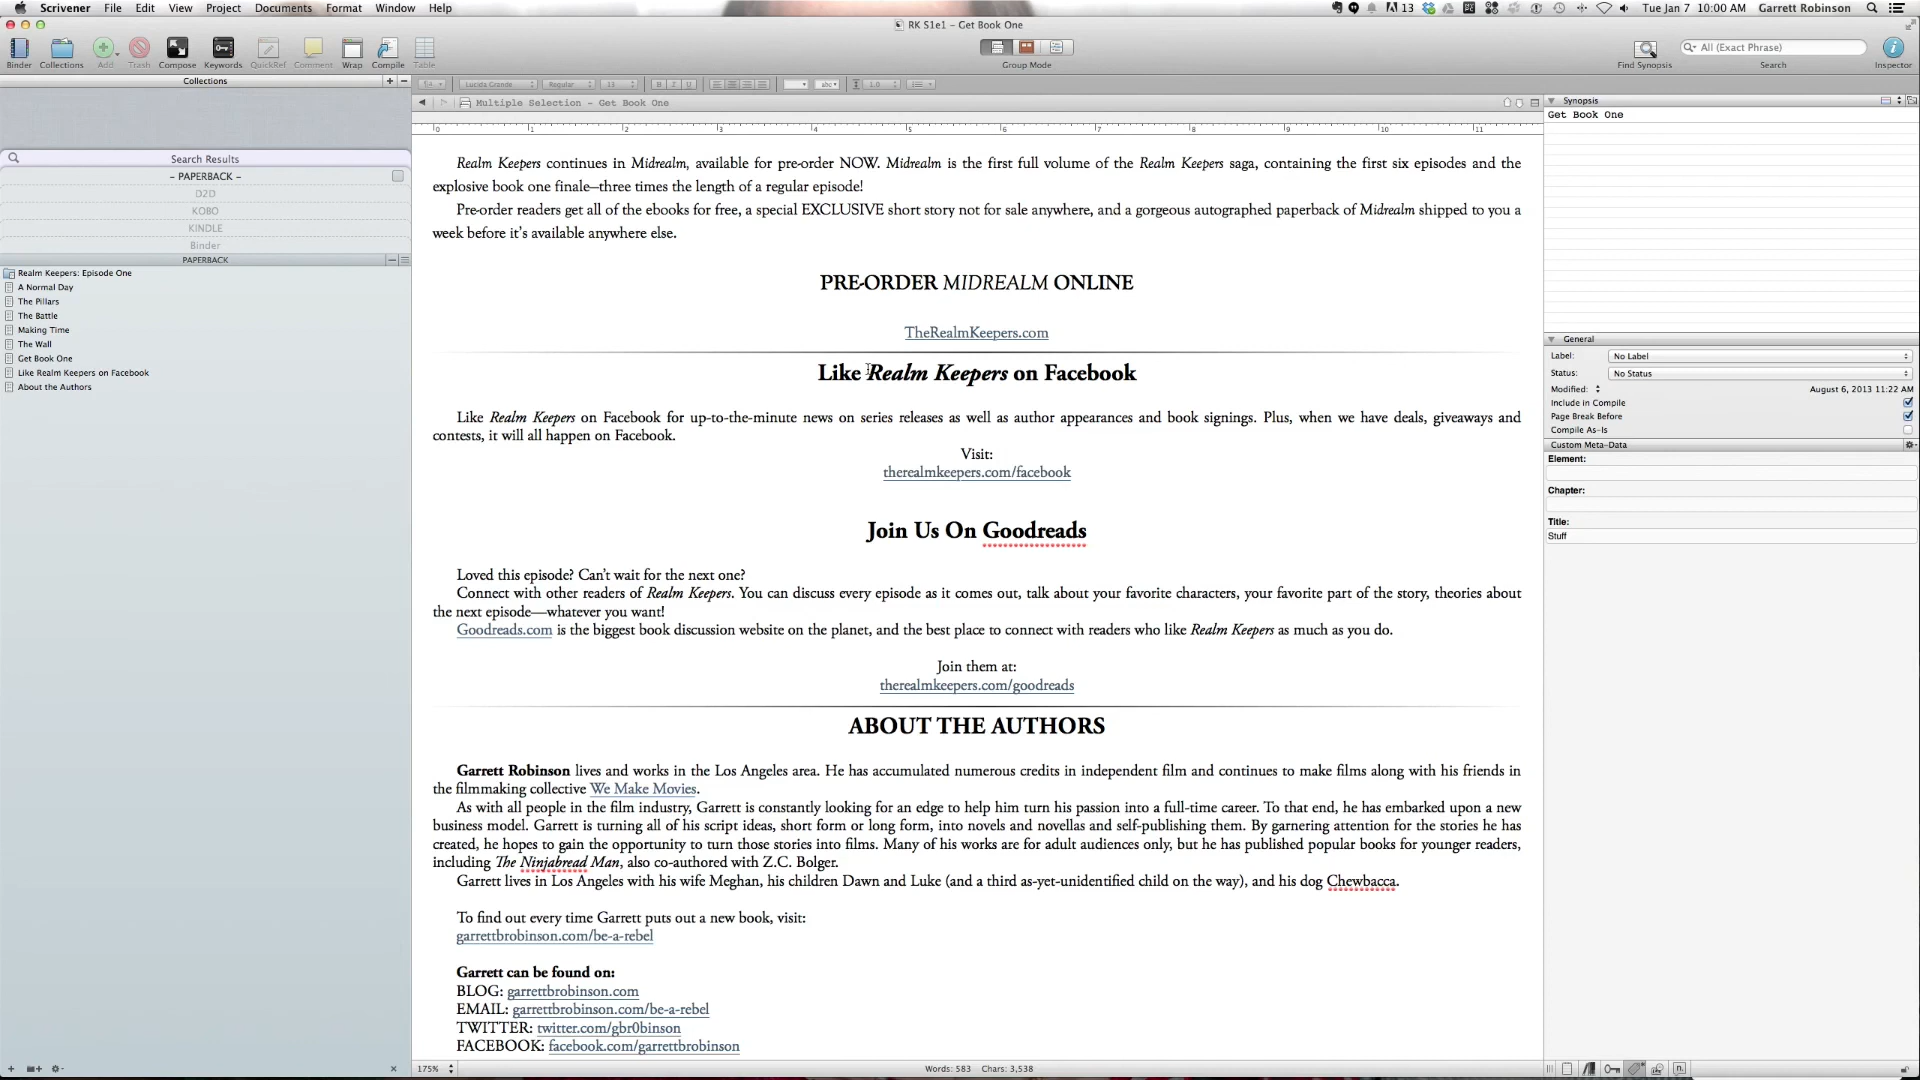 Scrivener File Edit View Project Documents Format Window Help
13 Tue Jan 7 10:00 AM Garrett Robinson
RK S1e1 – Get Book One
Binder Collections Add Trash Compose Keywords QuickRef Comment Wrap Compile Table
Group Mode
All (Exact Phrase)
Find Synopsis Search Inspector
Collections
Lucida Grande Regular 13 B I U abc 1.0
Multiple Selection – Get Book One
0 1 2 3 4 5 6 7 8 9 10 11
Search Results
– PAPERBACK –
D2D
KOBO
KINDLE
Binder
PAPERBACK
Realm Keepers: Episode One
A Normal Day
The Pillars
The Battle
Making Time
The Wall
Get Book One
Like Realm Keepers on Facebook
About the Authors
Realm Keepers continues in Midrealm, available for pre-order NOW. Midrealm is the first full volume of the Realm Keepers saga, containing the first six episodes and the
explosive book one finale—three times the length of a regular episode!
Pre-order readers get all of the ebooks for free, a special EXCLUSIVE short story not for sale anywhere, and a gorgeous autographed paperback of Midrealm shipped to you a
week before it’s available anywhere else.
PRE-ORDER MIDREALM ONLINE
TheRealmKeepers.com
Like Realm Keepers on Facebook
Like Realm Keepers on Facebook for up-to-the-minute news on series releases as well as author appearances and book signings. Plus, when we have deals, giveaways and
contests, it will all happen on Facebook.
Visit:
therealmkeepers.com/facebook
Join Us On Goodreads
Loved this episode? Can’t wait for the next one?
Connect with other readers of Realm Keepers. You can discuss every episode as it comes out, talk about your favorite characters, your favorite part of the story, theories about
the next episode—whatever you want!
Goodreads.com is the biggest book discussion website on the planet, and the best place to connect with readers who like Realm Keepers as much as you do.
Join them at:
therealmkeepers.com/goodreads
ABOUT THE AUTHORS
Garrett Robinson lives and works in the Los Angeles area. He has accumulated numerous credits in independent film and continues to make films along with his friends in
the filmmaking collective We Make Movies.
As with all people in the film industry, Garrett is constantly looking for an edge to help him turn his passion into a full-time career. To that end, he has embarked upon a new
business model. Garrett is turning all of his script ideas, short form or long form, into novels and novellas and self-publishing them. By garnering attention for the stories he has
created, he hopes to gain the opportunity to turn those stories into films. Many of his works are for adult audiences only, but he has published popular books for younger readers,
including The Ninjabread Man, also co-authored with Z.C. Bolger.
Garrett lives in Los Angeles with his wife Meghan, his children Dawn and Luke (and a third as-yet-unidentified child on the way), and his dog Chewbacca.
To find out every time Garrett puts out a new book, visit:
garrettbrobinson.com/be-a-rebel
Garrett can be found on:
BLOG: garrettbrobinson.com
EMAIL: garrettbrobinson.com/be-a-rebel
TWITTER: twitter.com/gbr0binson
FACEBOOK: facebook.com/garrettbrobinson
175% Words: 583 Chars: 3,538
Synopsis
Get Book One
General
Label: No Label
Status: No Status
Modified: August 6, 2013 11:22 AM
Include in Compile
Page Break Before
Compile As-Is
Custom Meta-Data
Element:
Chapter:
Title:
Stuff